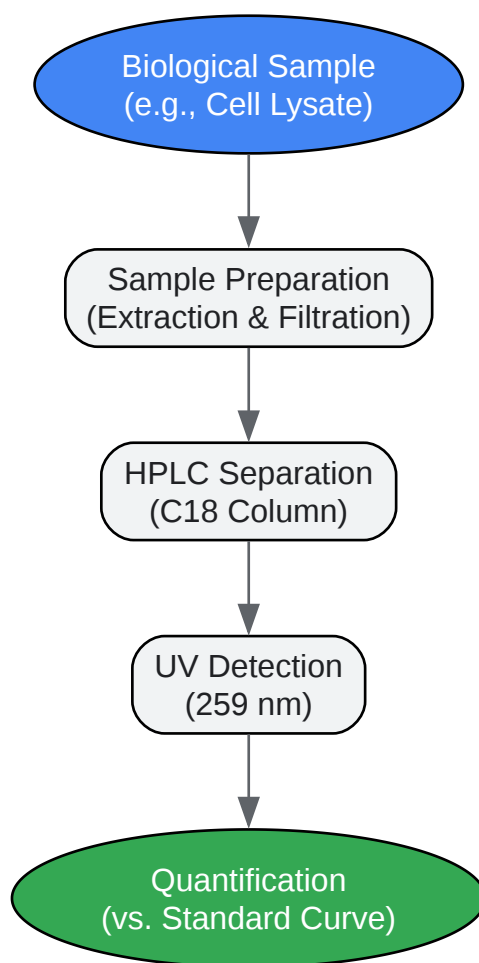 Biological Sample
(e.g., Cell Lysate)
Sample Preparation
(Extraction & Filtration)
HPLC Separation
(C18 Column)
UV Detection
(259 nm)
Quantification
(vs. Standard Curve)